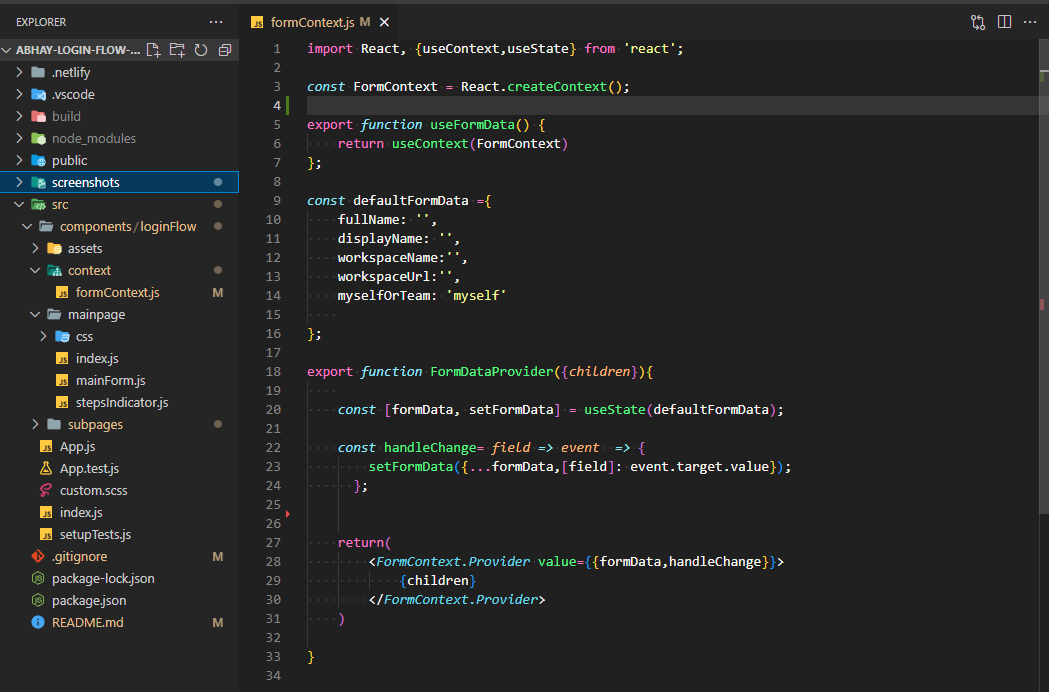 EXPLORER
ABHAY-LOGIN-FLOW-...
.netlify
.vscode
build
node_modules
public
screenshots
src
components/loginFlow
assets
context
formContext.js M
mainpage
css
index.js
mainForm.js
stepsIndicator.js
subpages
App.js
App.test.js
custom.scss
index.js
setupTests.js
.gitignore M
package-lock.json
package.json
README.md M
formContext.js M
1 import React, {useContext,useState} from 'react';
2
3 const FormContext = React.createContext();
4
5 export function useFormData() {
6     return useContext(FormContext)
7 };
8
9 const defaultFormData ={
10     fullName: '',
11     displayName: '',
12     workspaceName:'',
13     workspaceUrl:'',
14     myselfOrTeam: 'myself'
15
16 };
17
18 export function FormDataProvider({children}){
19
20     const [formData, setFormData] = useState(defaultFormData);
21
22     const handleChange= field => event  => {
23         setFormData({...formData,[field]: event.target.value});
24       };
25
26
27     return(
28         <FormContext.Provider value={{formData,handleChange}}>
29             {children}
30         </FormContext.Provider>
31     )
32
33 }
34